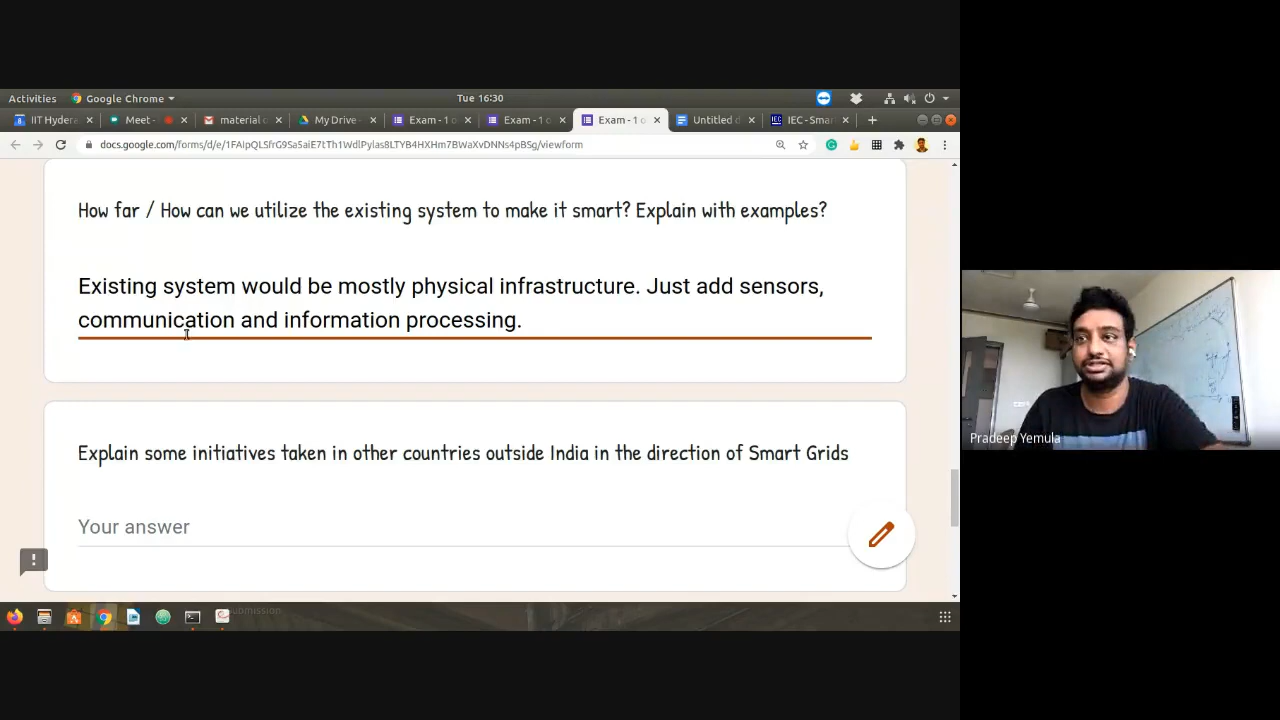 Activities Google Chrome Tue 16:30
IIT Hydera Meet - material o My Drive - Exam - 1 o Exam - 1 o Exam - 1 o Untitled d IEC - Smar
docs.google.com/forms/d/e/1FAIpQLSfrG9Sa5aiE7tTh1WdlPylas8LTYB4HXHm7BWaXvDNNs4pBSg/viewform
How far / How can we utilize the existing system to make it smart? Explain with examples?
Existing system would be mostly physical infrastructure. Just add sensors,
communication and information processing.
Pradeep Yemula
Explain some initiatives taken in other countries outside India in the direction of Smart Grids
Your answer
submission